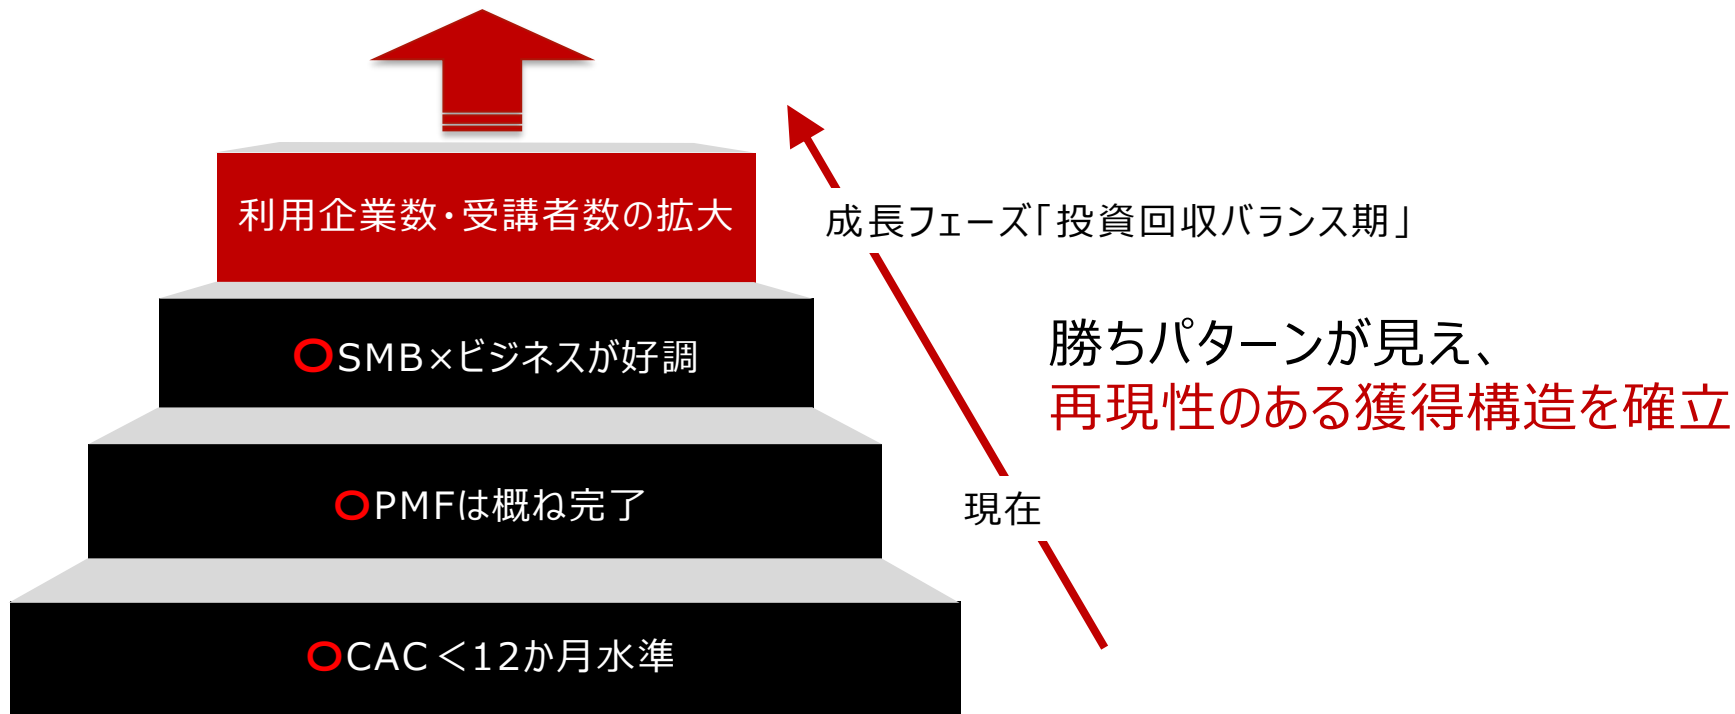 利用企業数・受講者数の拡大
成長フェーズ「投資回収バランス期」
〇SMB×ビジネスが好調
勝ちパターンが見え、
再現性のある獲得構造を確立
〇PMFは概ね完了
現在
〇CAC＜12か月水準